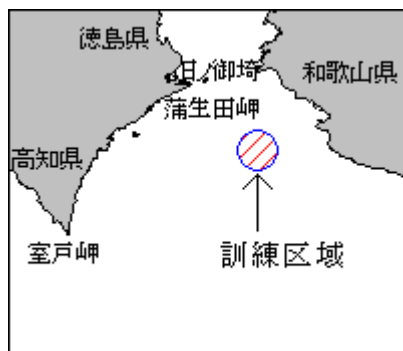 徳島県
日ノ御埼
和歌山県
蒲生田岬
高知県
室戸岬
訓練区域